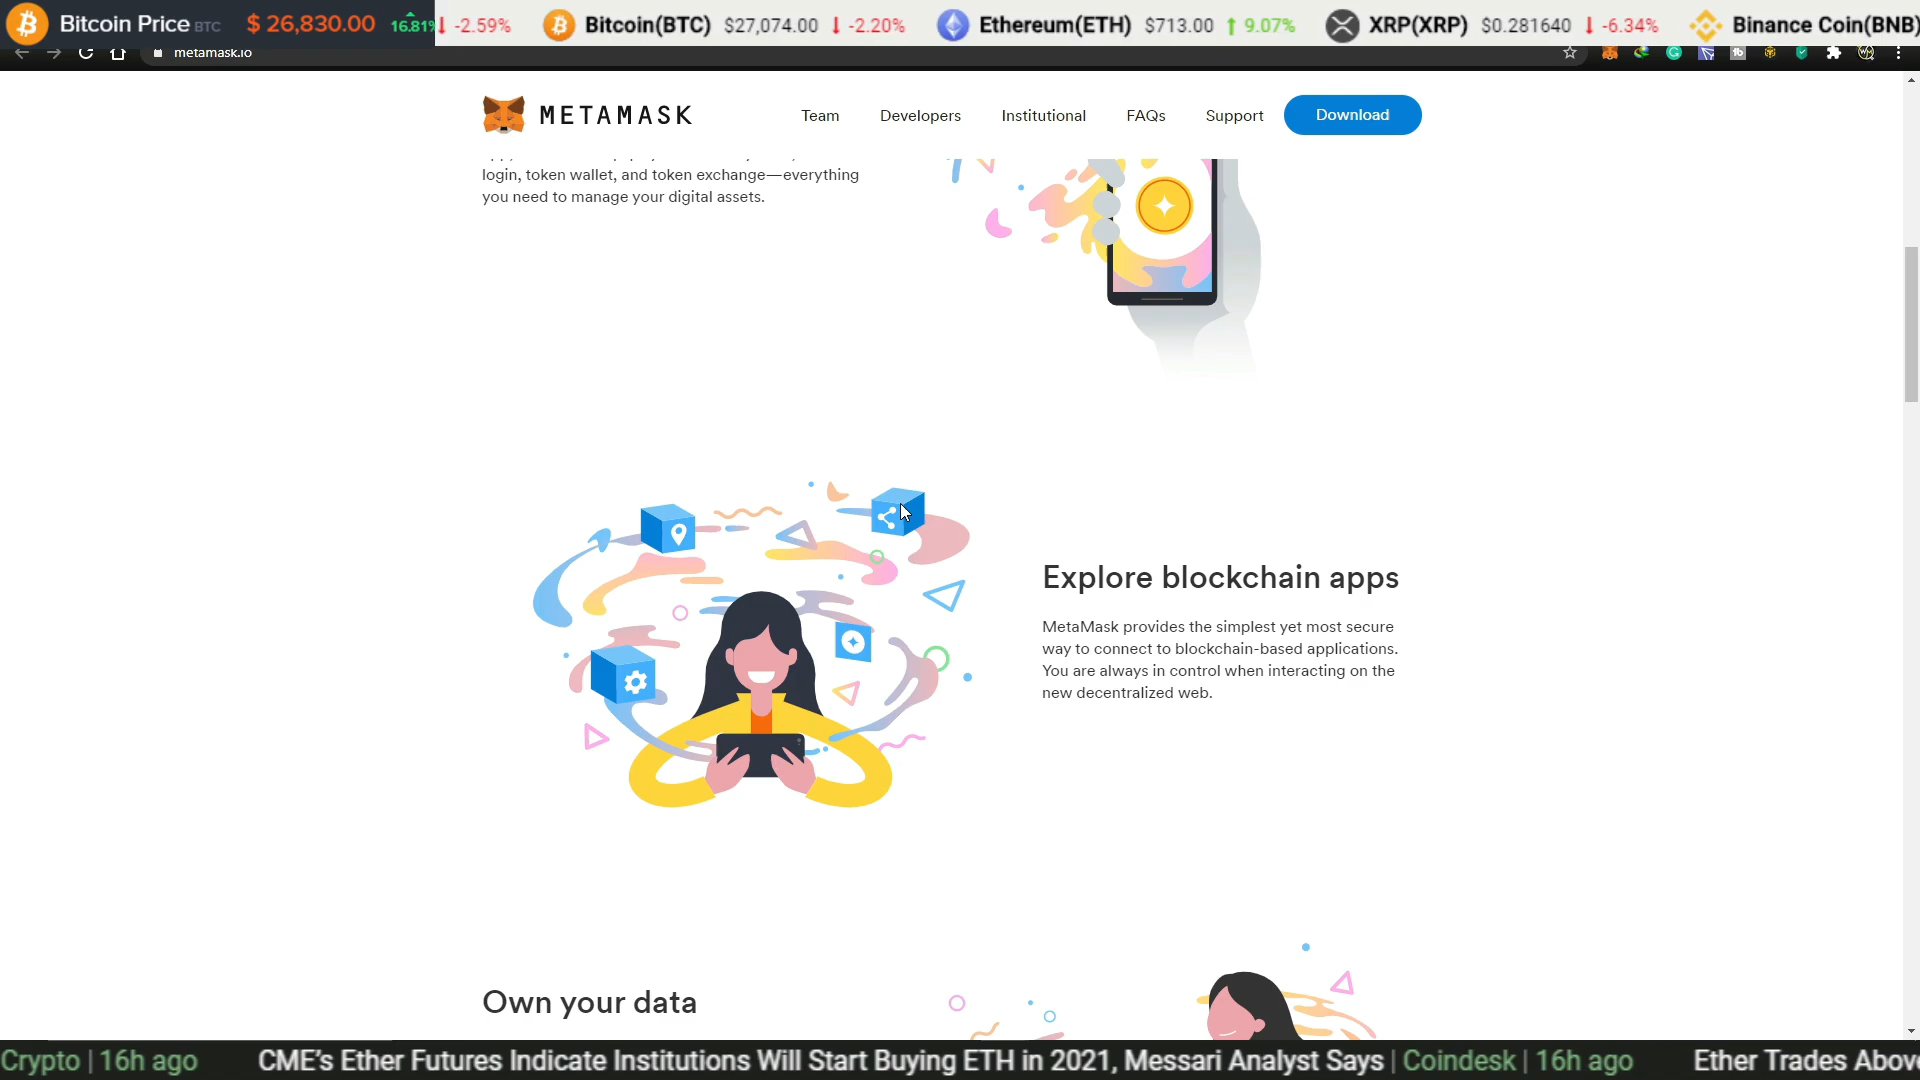 Bitcoin Price BTC $ 26,830.00 16.81%
-2.59% Bitcoin(BTC) $27,074.00 -2.20% Ethereum(ETH) $713.00 9.07% XRP(XRP) $0.281640 -6.34% Binance Coin(BNB)
metamask.io
METAMASK Team Developers Institutional FAQs Support Download
login, token wallet, and token exchange—everything
you need to manage your digital assets.
Explore blockchain apps
MetaMask provides the simplest yet most secure
way to connect to blockchain-based applications.
You are always in control when interacting on the
new decentralized web.
Own your data
Crypto | 16h ago CME's Ether Futures Indicate Institutions Will Start Buying ETH in 2021, Messari Analyst Says | Coindesk | 16h ago Ether Trades Above